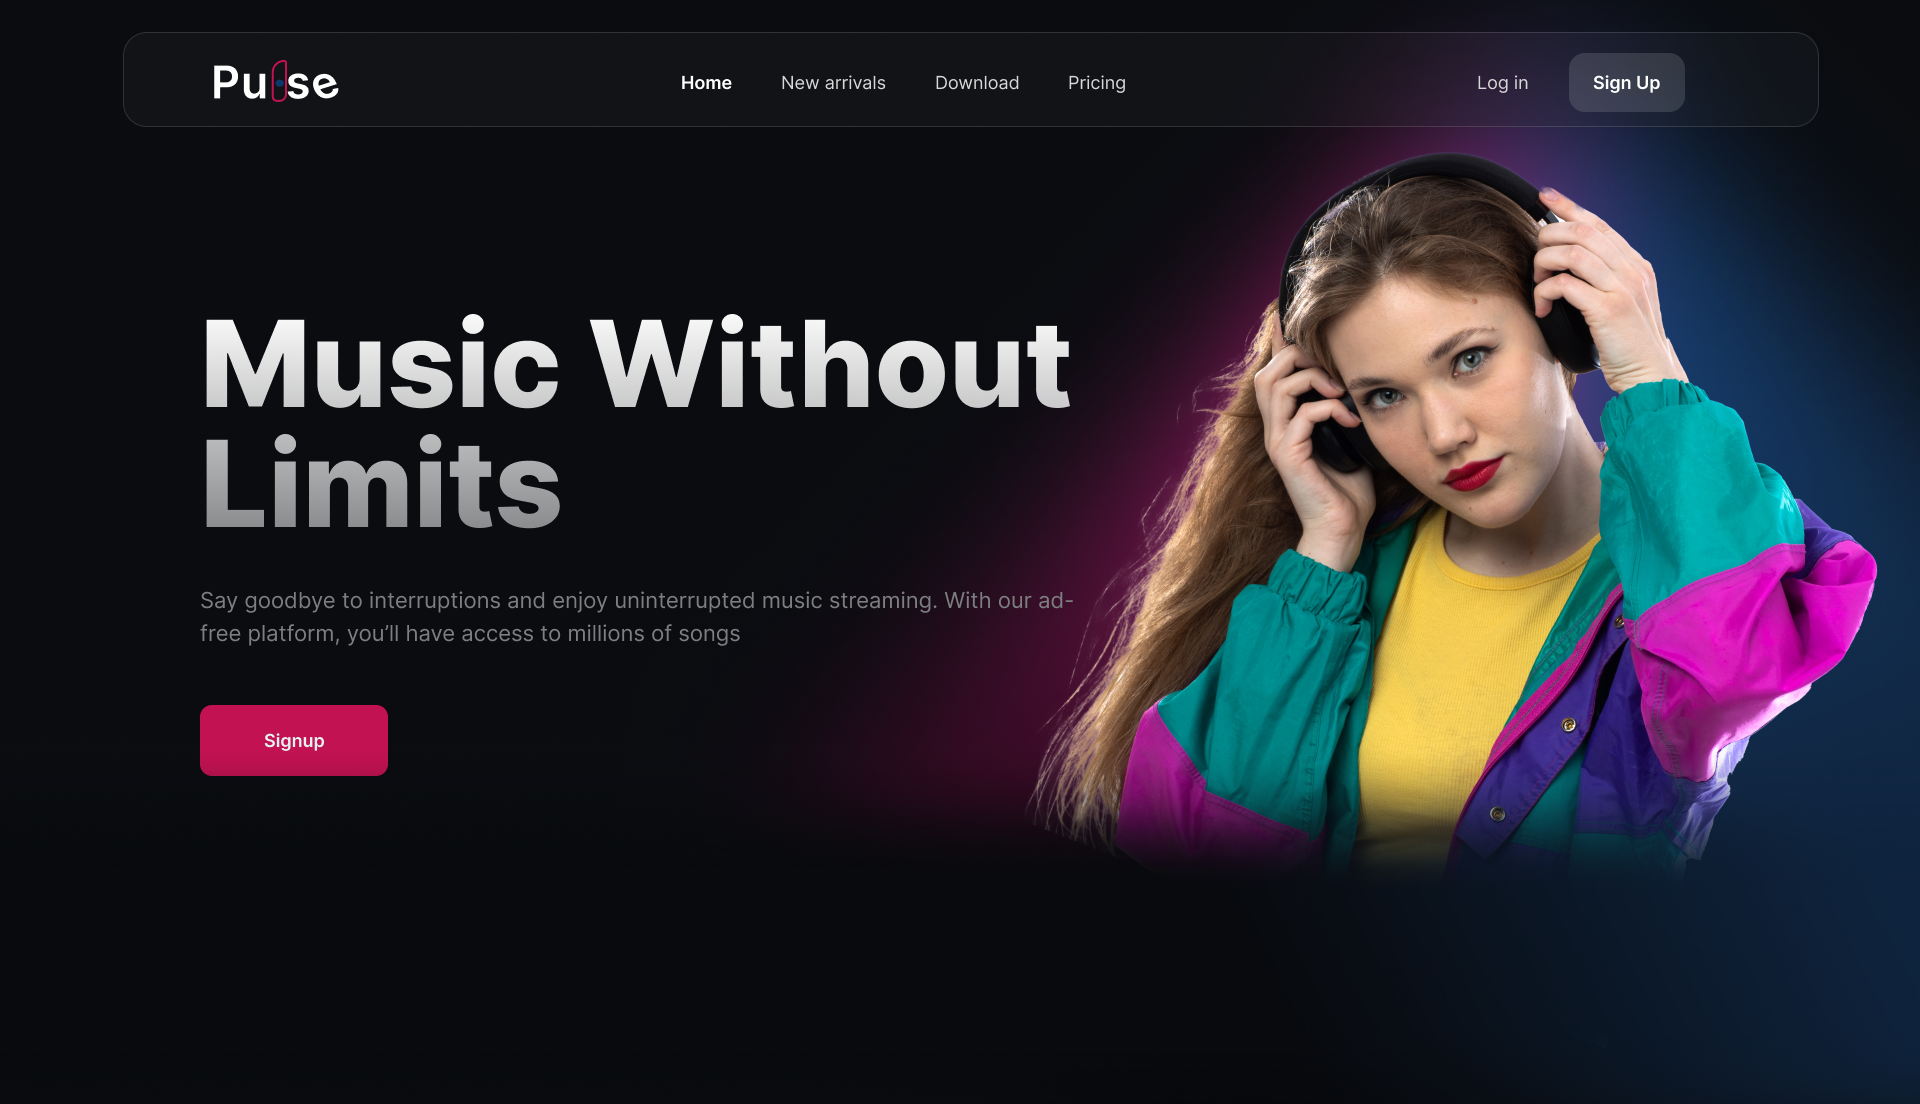 Pulse
Home New arrivals Download Pricing
Log in Sign Up
Music Without
Limits
Say goodbye to interruptions and enjoy uninterrupted music streaming. With our ad-
free platform, you’ll have access to millions of songs
Signup